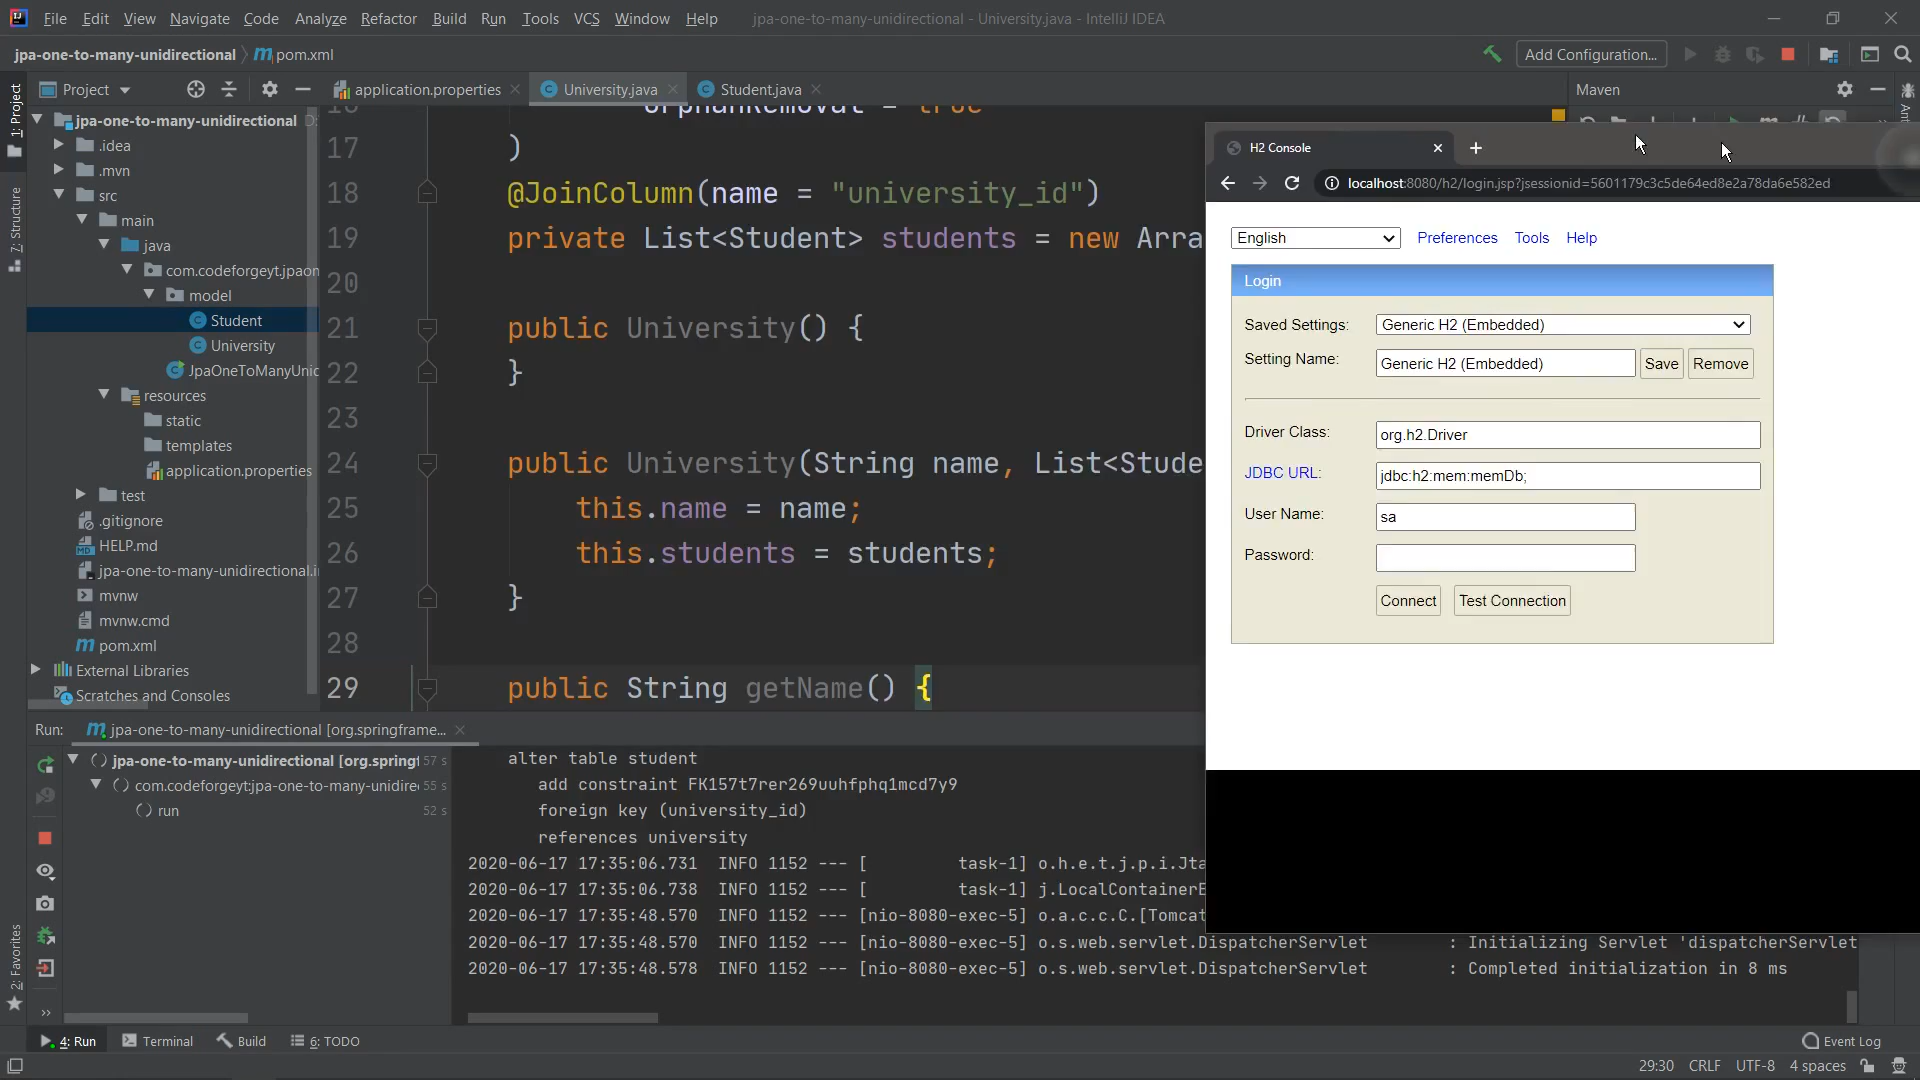 File Edit View Navigate Code Analyze Refactor Build Run Tools VCS Window Help jpa-one-to-many-unidirectional - University.java - IntelliJ IDEA
jpa-one-to-many-unidirectional pom.xml Add Configuration...
Project application.properties University.java Student.java Maven
1: Project
7: Structure
2: Favorites
Ant
jpa-one-to-many-unidirectional
.idea
.mvn
src
main
java
com.codeforgeyt.jpaon
model
Student
University
JpaOneToManyUnid
resources
static
templates
application.properties
test
.gitignore
HELP.md
jpa-one-to-many-unidirectional.i
mvnw
mvnw.cmd
pom.xml
External Libraries
Scratches and Consoles
16 orphanRemoval = true
17 )
18 @JoinColumn(name = "university_id")
19 private List<Student> students = new Arra
20
21 public University() {
22 }
23
24 public University(String name, List<Stude
25 this.name = name;
26 this.students = students;
27 }
28
29 public String getName() {
H2 Console
localhost:8080/h2/login.jsp?jsessionid=5601179c3c5de64ed8e2a78da6e582ed
English Preferences Tools Help
Login
Saved Settings: Generic H2 (Embedded)
Setting Name: Generic H2 (Embedded) Save Remove
Driver Class: org.h2.Driver
JDBC URL: jdbc:h2:mem:memDb;
User Name: sa
Password:
Connect Test Connection
Run: jpa-one-to-many-unidirectional [org.springframe...
jpa-one-to-many-unidirectional [org.spring 57 s
com.codeforgeyt:jpa-one-to-many-unidire 55 s
run 52 s
alter table student
add constraint FK157t7rer269uuhfphq1mcd7y9
foreign key (university_id)
references university
2020-06-17 17:35:06.731 INFO 1152 --- [ task-1] o.h.e.t.j.p.i.Jta
2020-06-17 17:35:06.738 INFO 1152 --- [ task-1] j.LocalContainerE
2020-06-17 17:35:48.570 INFO 1152 --- [nio-8080-exec-5] o.a.c.c.C.[Tomcat
2020-06-17 17:35:48.570 INFO 1152 --- [nio-8080-exec-5] o.s.web.servlet.DispatcherServlet : Initializing Servlet 'dispatcherServlet
2020-06-17 17:35:48.578 INFO 1152 --- [nio-8080-exec-5] o.s.web.servlet.DispatcherServlet : Completed initialization in 8 ms
4: Run Terminal Build 6: TODO Event Log
29:30 CRLF UTF-8 4 spaces